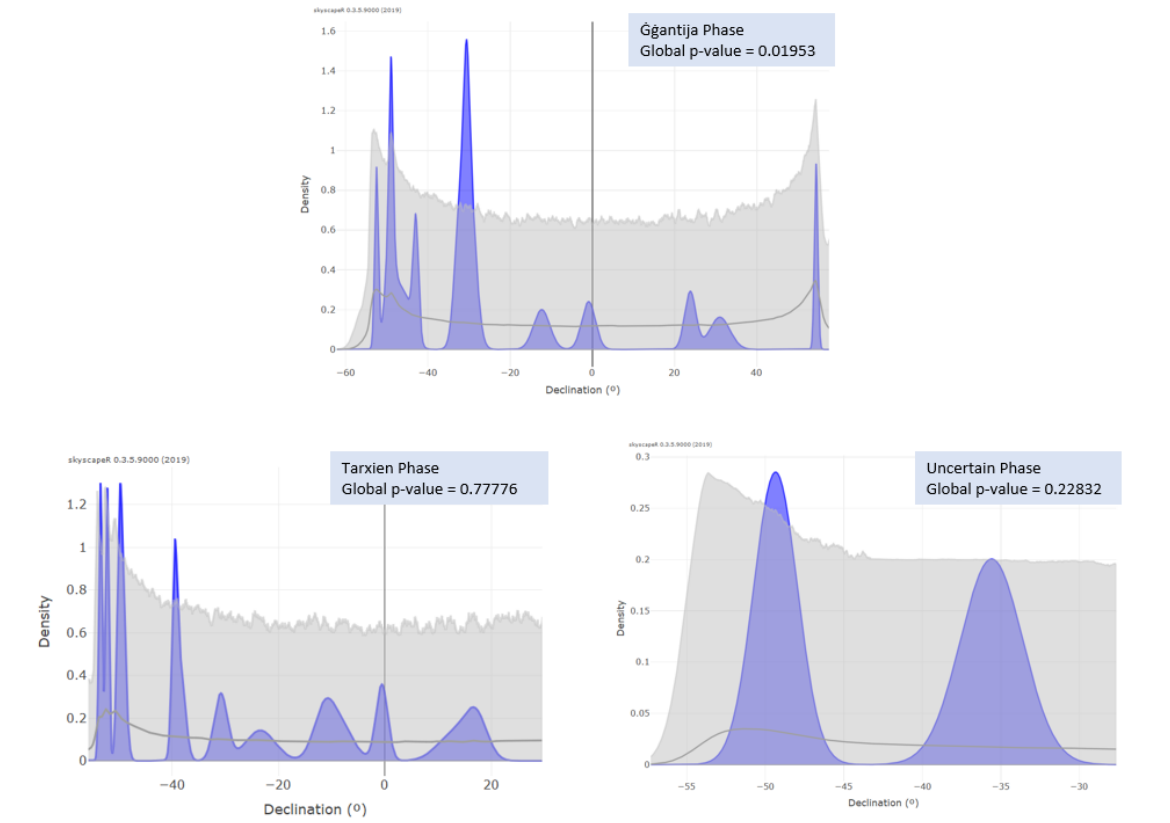 skyscapeR 0.3.5.9000 (2019)
Ġgantija Phase
Global p-value = 0.01953
1.6
1.4
1.2
1
0.8
0.6
0.4
0.2
0
Density
−60
−40
−20
0
20
40
Declination (º)
skyscapeR 0.3.5.9000 (2019)
Tarxien Phase
Global p-value = 0.77776
1.2
1
0.8
0.6
0.4
0.2
0
Density
−40
−20
0
20
Declination (º)
skyscapeR 0.3.5.9000 (2019)
Uncertain Phase
Global p-value = 0.22832
0.3
0.25
0.2
0.15
0.1
0.05
0
Density
−55
−50
−45
−40
−35
−30
Declination (º)